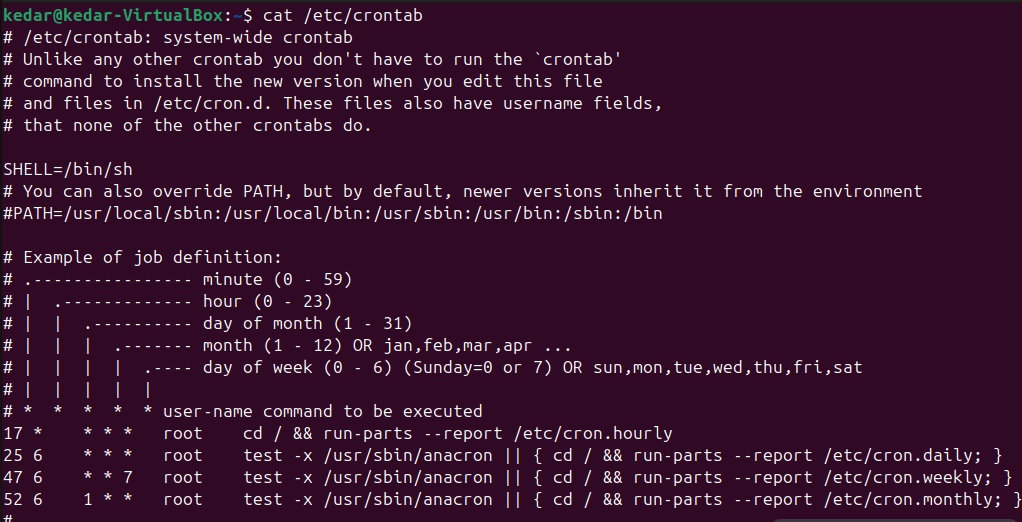 kedar@kedar-VirtualBox:~$ cat /etc/crontab
# /etc/crontab: system-wide crontab
# Unlike any other crontab you don't have to run the `crontab'
# command to install the new version when you edit this file
# and files in /etc/cron.d. These files also have username fields,
# that none of the other crontabs do.

SHELL=/bin/sh
# You can also override PATH, but by default, newer versions inherit it from the environment
#PATH=/usr/local/sbin:/usr/local/bin:/usr/sbin:/usr/bin:/sbin:/bin

# Example of job definition:
# .---------------- minute (0 - 59)
# |  .------------- hour (0 - 23)
# |  |  .---------- day of month (1 - 31)
# |  |  |  .------- month (1 - 12) OR jan,feb,mar,apr ...
# |  |  |  |  .---- day of week (0 - 6) (Sunday=0 or 7) OR sun,mon,tue,wed,thu,fri,sat
# |  |  |  |  |
# *  *  *  *  * user-name command to be executed
17 *    * * *   root    cd / && run-parts --report /etc/cron.hourly
25 6    * * *   root    test -x /usr/sbin/anacron || { cd / && run-parts --report /etc/cron.daily; }
47 6    * * 7   root    test -x /usr/sbin/anacron || { cd / && run-parts --report /etc/cron.weekly; }
52 6    1 * *   root    test -x /usr/sbin/anacron || { cd / && run-parts --report /etc/cron.monthly; }
#